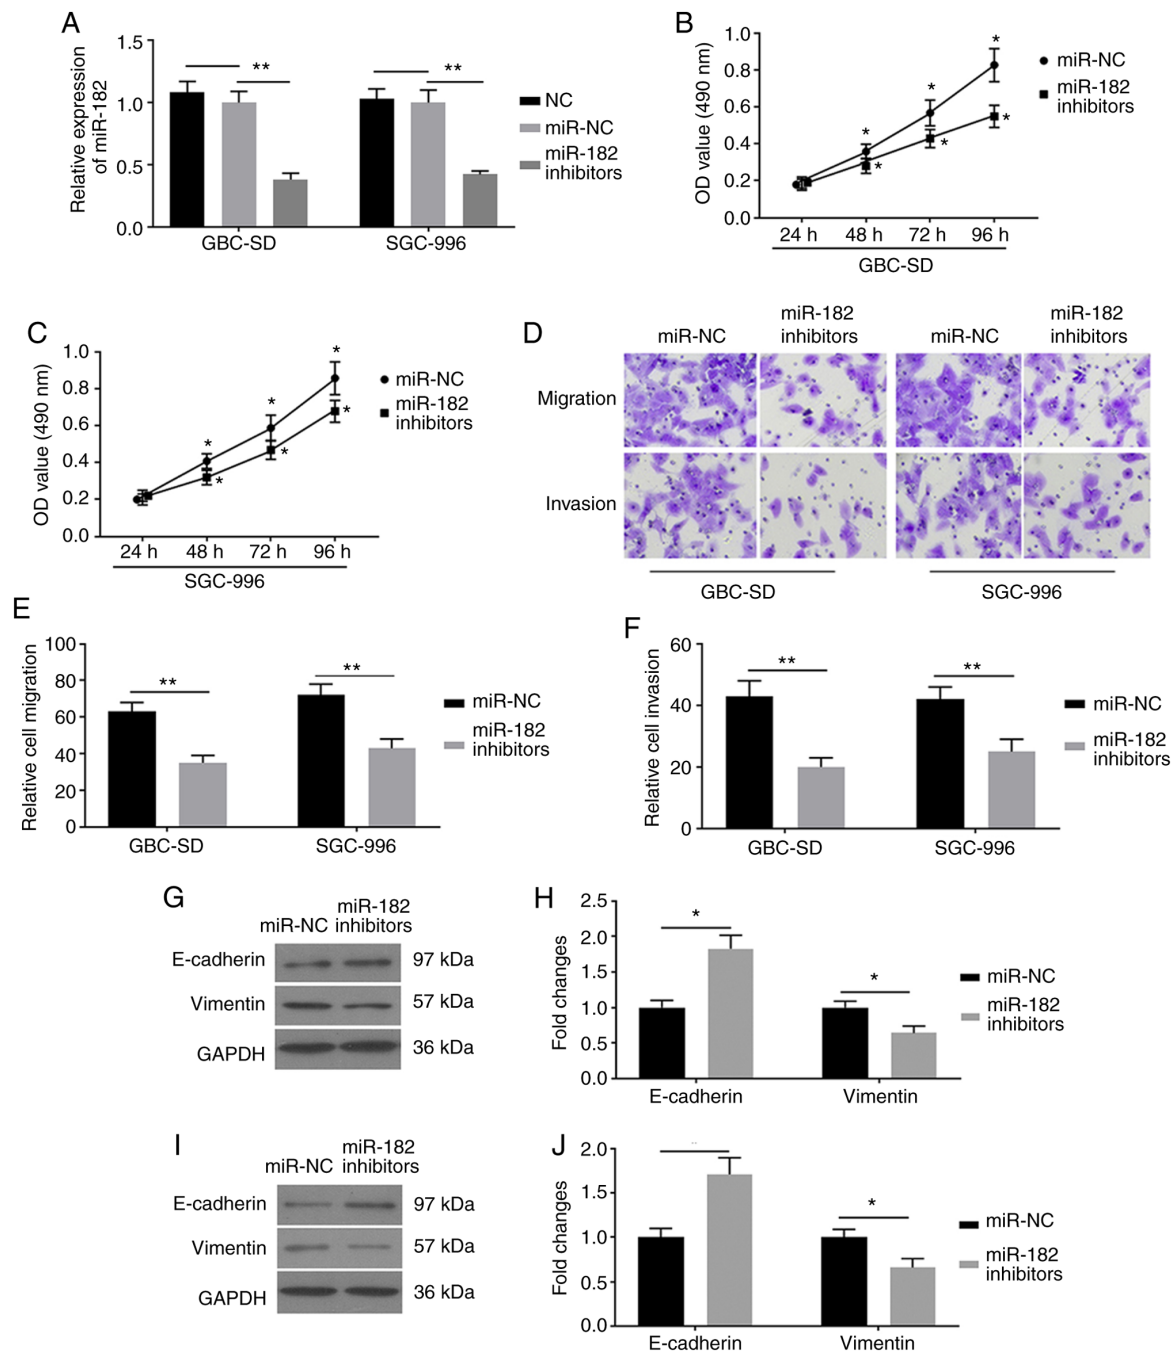 A
Relative expression
of miR-182
1.5
1.0
0.5
0.0
**
**
GBC-SD
SGC-996
NC
miR-NC
miR-182
inhibitors
B
OD value (490 nm)
1.0
0.8
0.6
0.4
0.2
0.0
*
*
*
*
*
*
24 h 48 h 72 h 96 h
GBC-SD
miR-NC
miR-182
inhibitors
C
OD value (490 nm)
1.0
0.8
0.6
0.4
0.2
0.0
*
*
*
*
*
*
24 h 48 h 72 h 96 h
SGC-996
miR-NC
miR-182
inhibitors
D
miR-NC
miR-182
inhibitors
miR-NC
miR-182
inhibitors
Migration
Invasion
GBC-SD
SGC-996
E
Relative cell migration
100
80
60
40
20
0
**
**
GBC-SD
SGC-996
miR-NC
miR-182
inhibitors
F
Relative cell invasion
60
40
20
0
**
**
GBC-SD
SGC-996
miR-NC
miR-182
inhibitors
G
miR-NC
miR-182
inhibitors
E-cadherin 97 kDa
Vimentin 57 kDa
GAPDH 36 kDa
H
Fold changes
2.5
2.0
1.5
1.0
0.5
0.0
*
*
E-cadherin
Vimentin
miR-NC
miR-182
inhibitors
I
miR-NC
miR-182
inhibitors
E-cadherin 97 kDa
Vimentin 57 kDa
GAPDH 36 kDa
J
Fold changes
2.0
1.5
1.0
0.5
0.0
*
E-cadherin
Vimentin
miR-NC
miR-182
inhibitors